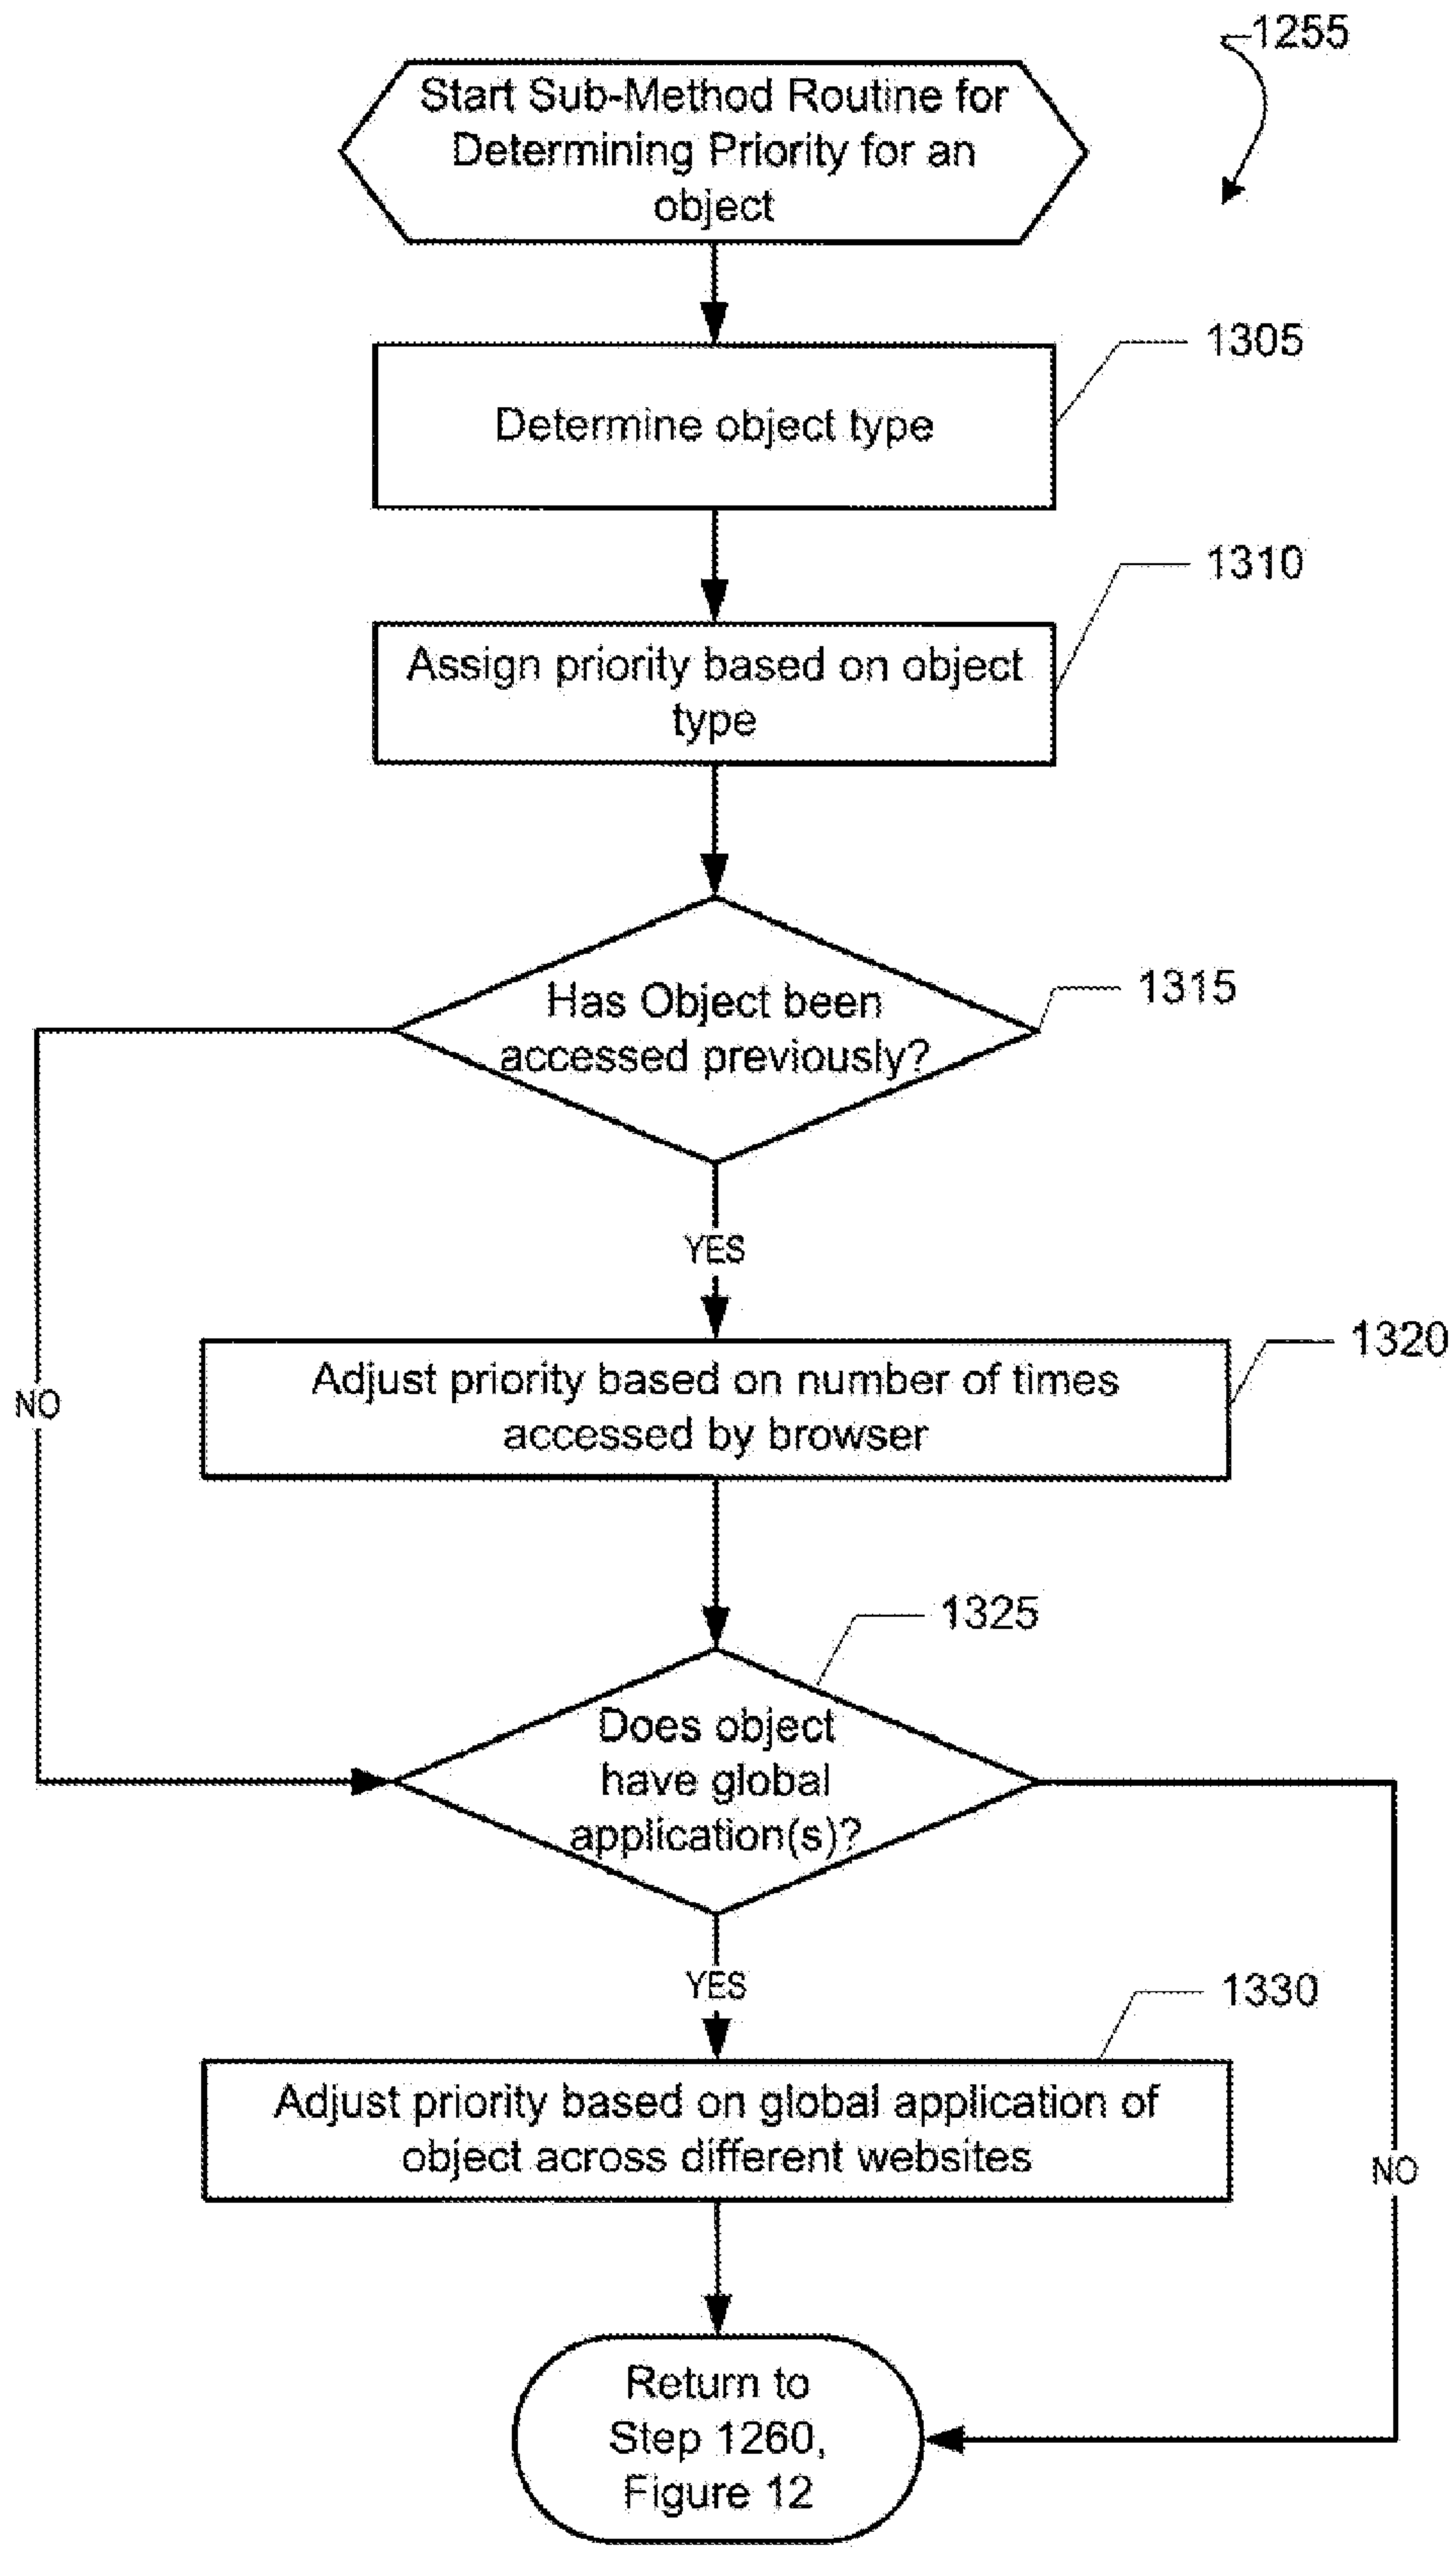 1255
Start Sub-Method Routine for
Determining Priority for an
object
1305
Determine object type
1310
Assign priority based on object
type
1315
Has Object been
accessed previously?
YES
1320
Adjust priority based on number of times
accessed by browser
NO
1325
Does object
have global
application(s)?
YES
1330
Adjust priority based on global application of
object across different websites
NO
Return to
Step 1260,
Figure 12